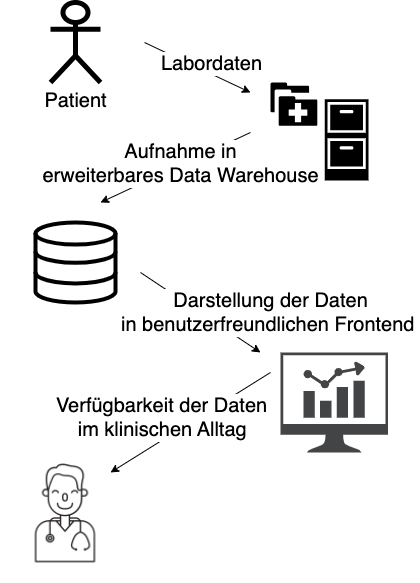 Labordaten
Patient
Aufnahme in
erweiterbares Data Warehouse
Darstellung der Daten
in benutzerfreundlichen Frontend
Verfügbarkeit der Daten
im klinischen Alltag